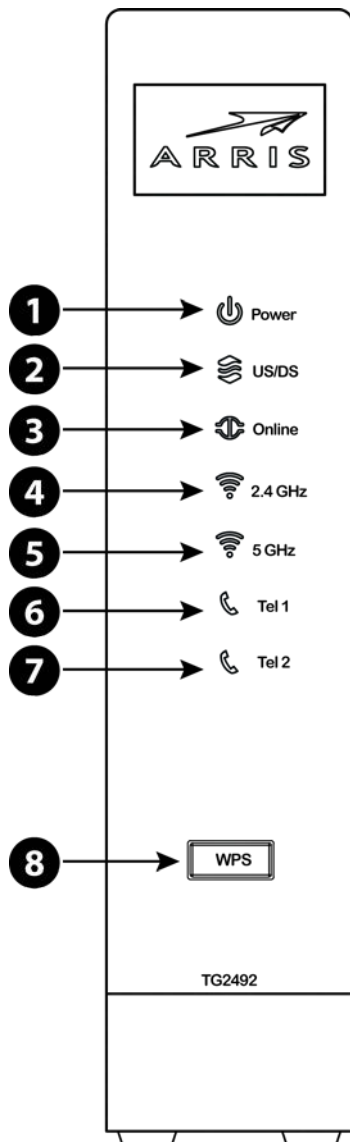 ARRIS
1 Power
2 US/DS
3 Online
4 2.4 GHz
5 5 GHz
6 Tel 1
7 Tel 2
8 WPS
TG2492